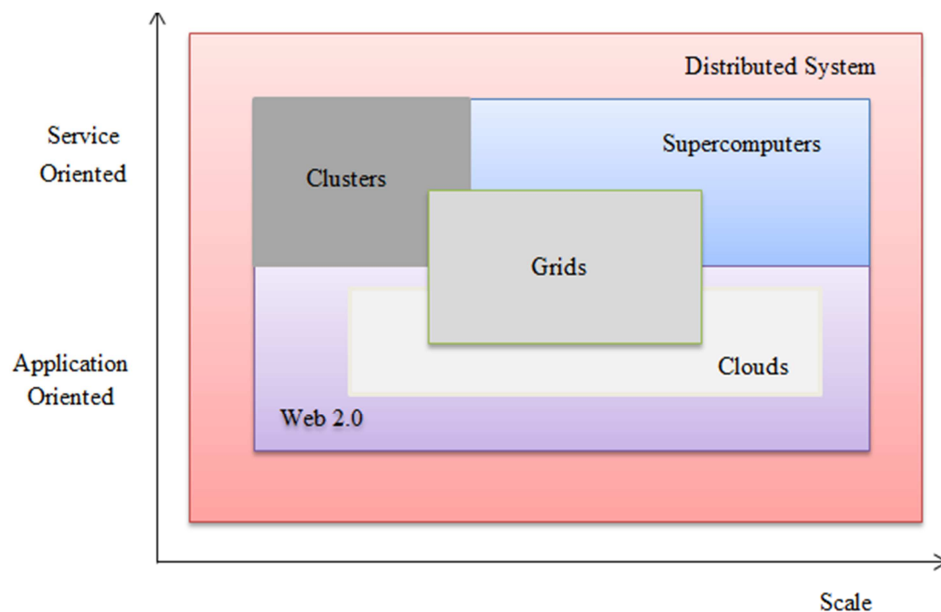 Distributed System
Service
Oriented
Supercomputers
Clusters
Grids
Application
Oriented
Clouds
Web 2.0
Scale